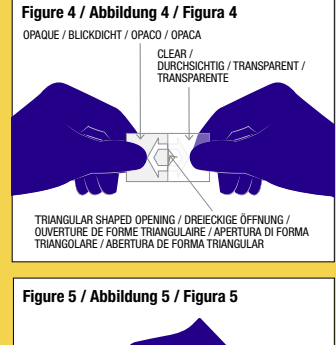 Figure 4 / Abbildung 4 / Figura 4
OPAQUE / BLICKDICHT / OPACO / OPACA
CLEAR /
DURCHSICHTIG / TRANSPARENT /
TRANSPARENTE
TRIANGULAR SHAPED OPENING / DREIECKIGE ÖFFNUNG /
OUVERTURE DE FORME TRIANGULAIRE / APERTURA DI FORMA
TRIANGOLARE / ABERTURA DE FORMA TRIANGULAR
Figure 5 / Abbildung 5 / Figura 5